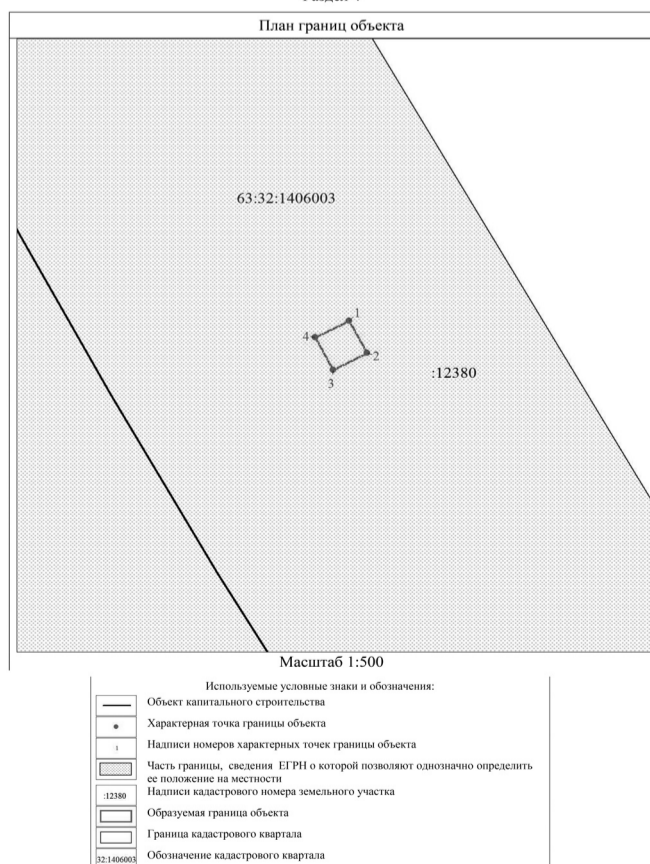 План границ объекта
63:32:1406003
1
4
2
3
:12380
Масштаб 1:500
Используемые условные знаки и обозначения:
Объект капитального строительства
Характерная точка границы объекта
1 Надписи номеров характерных точек границы объекта
Часть границы, сведения ЕГРН о которой позволяют однозначно определить
ее положение на местности
:12380 Надписи кадастрового номера земельного участка
Образуемая граница объекта
Граница кадастрового квартала
32:1406003 Обозначение кадастрового квартала